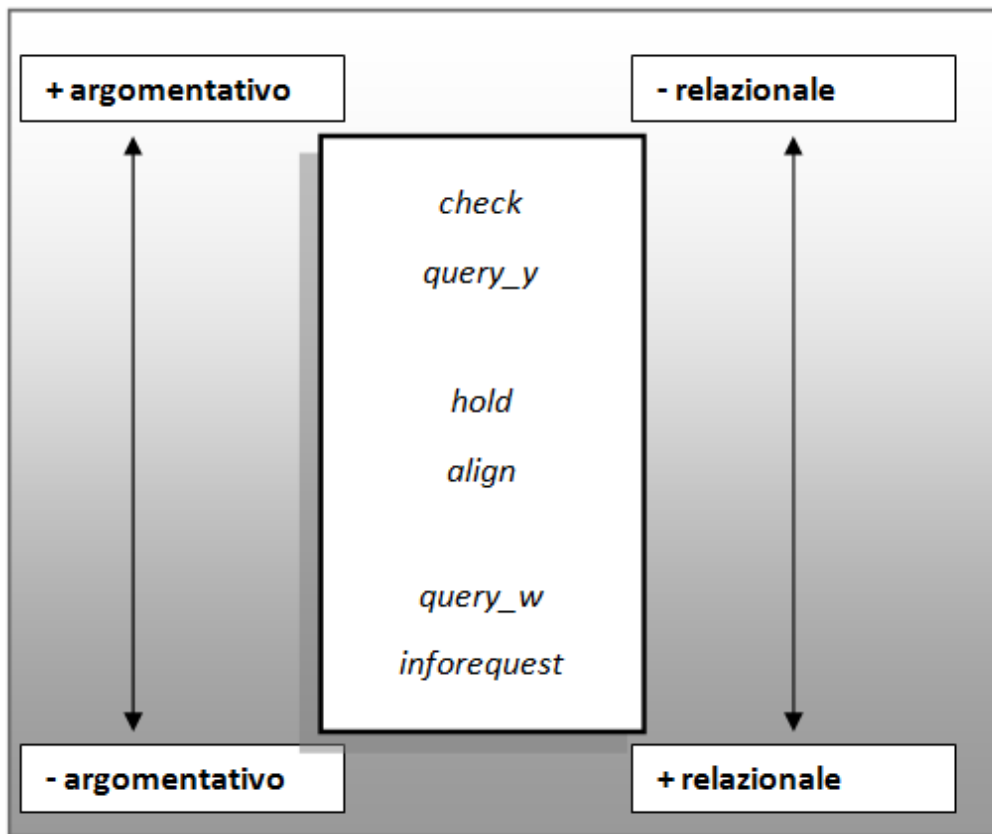 + argomentativo
- relazionale
check
query_y
hold
align
query_w
inforequest
- argomentativo
+ relazionale